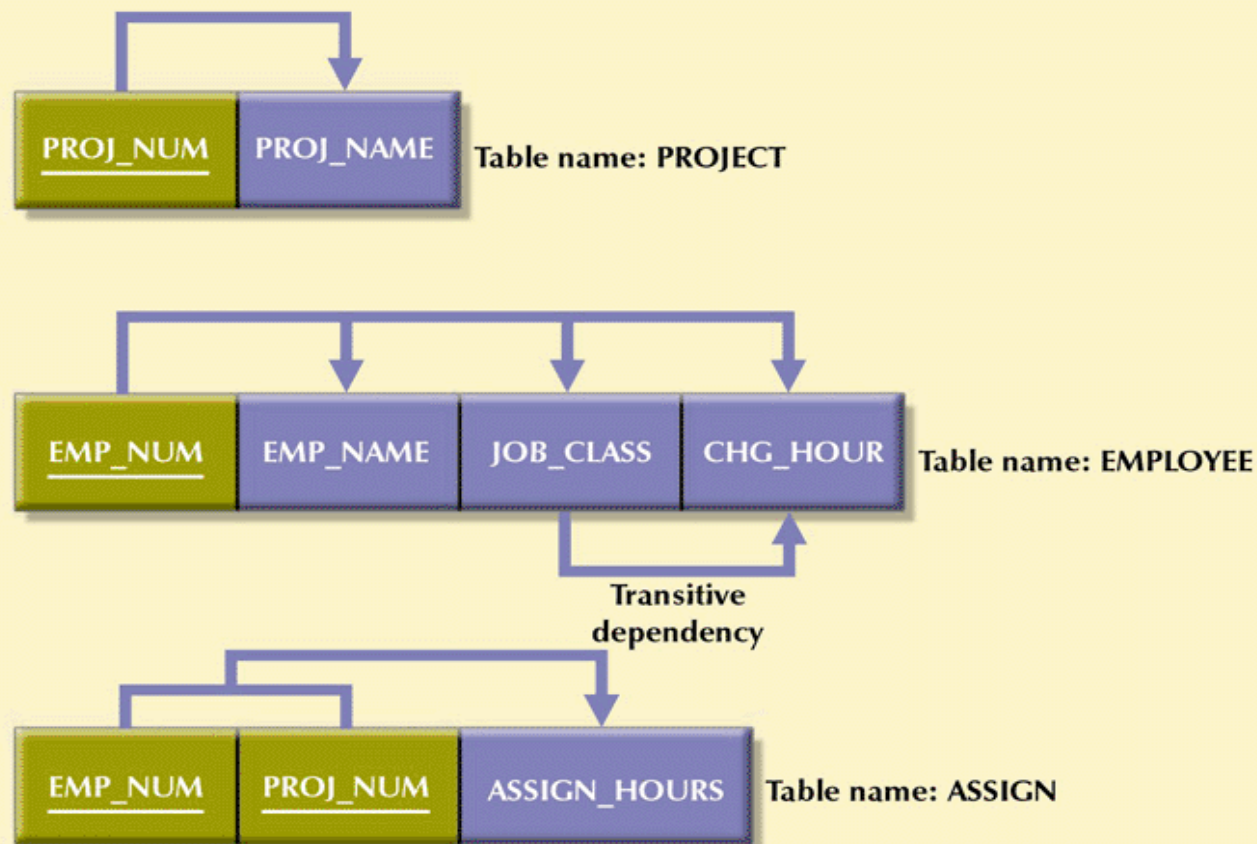 PROJ_NUM PROJ_NAME Table name: PROJECT
EMP_NUM EMP_NAME JOB_CLASS CHG_HOUR Table name: EMPLOYEE
Transitive
dependency
EMP_NUM PROJ_NUM ASSIGN_HOURS Table name: ASSIGN